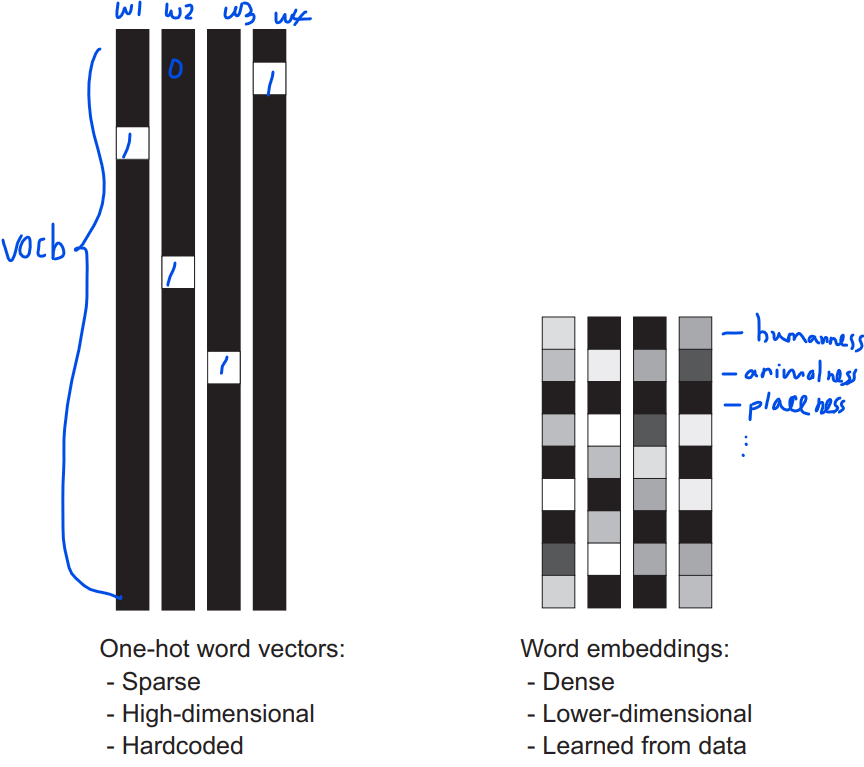 w1 w2 w3 w4
0
1
1
vocb
1
1
humanness
animalness
placeness
One-hot word vectors:
- Sparse
- High-dimensional
- Hardcoded
Word embeddings:
- Dense
- Lower-dimensional
- Learned from data